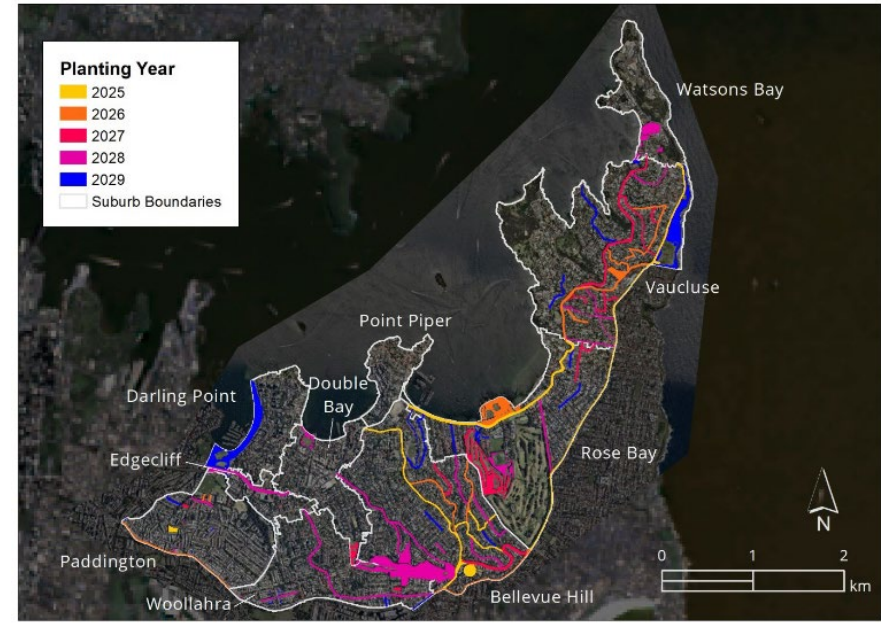 Planting Year
2025
2026
2027
2028
2029
Suburb Boundaries
Watsons Bay
Vaucluse
Point Piper
Darling Point
Double
Bay
Edgecliff
Rose Bay
Paddington
Woollahra
Bellevue Hill
N
0 1 2
km